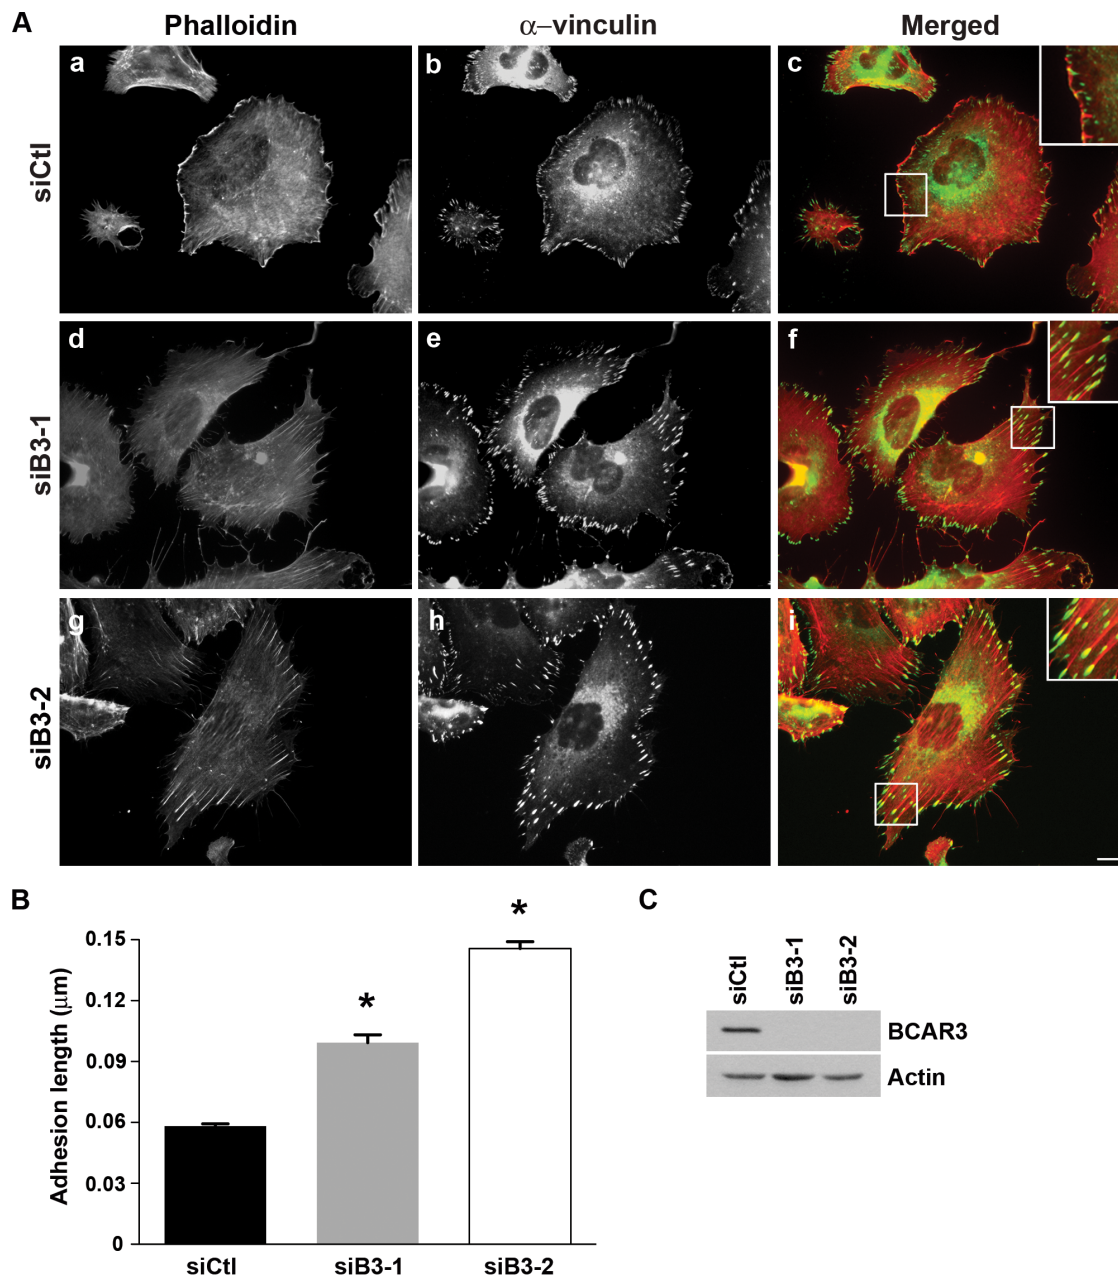 A
Phalloidin
α–vinculin
Merged
siCtl
a
b
c
siB3-1
d
e
f
siB3-2
g
h
i
B
Adhesion length (μm)
0.15
0.12
0.09
0.06
0.03
0
*
*
siCtl
siB3-1
siB3-2
C
siCtl
siB3-1
siB3-2
BCAR3
Actin